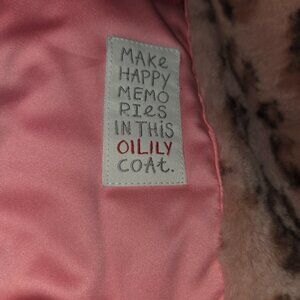 MAKe
HAPPY
MEMO
RIes
IN THIS
OILILY
COAt.